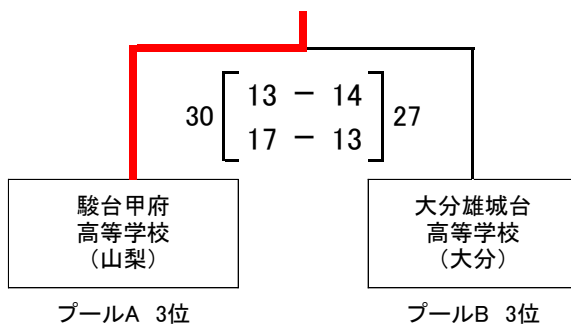 13 － 14
30 27
17 － 13
駿台甲府
高等学校
（山梨）
大分雄城台
高等学校
（大分）
プールA 3位
プールB 3位